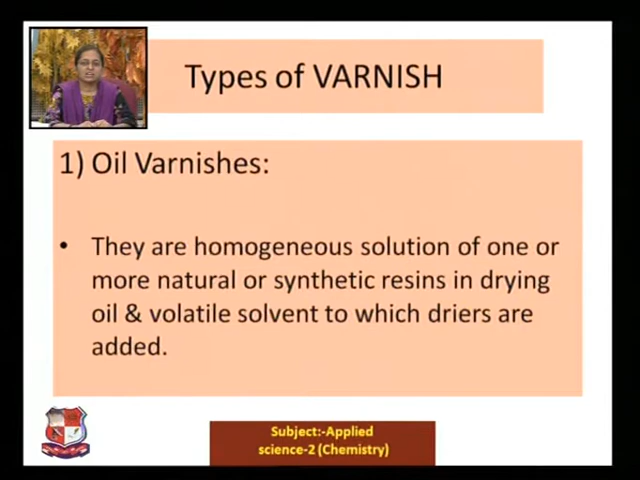 Types of VARNISH
1) Oil Varnishes:
• They are homogeneous solution of one or
more natural or synthetic resins in drying
oil & volatile solvent to which driers are
added.
Subject:-Applied
science-2 (Chemistry)